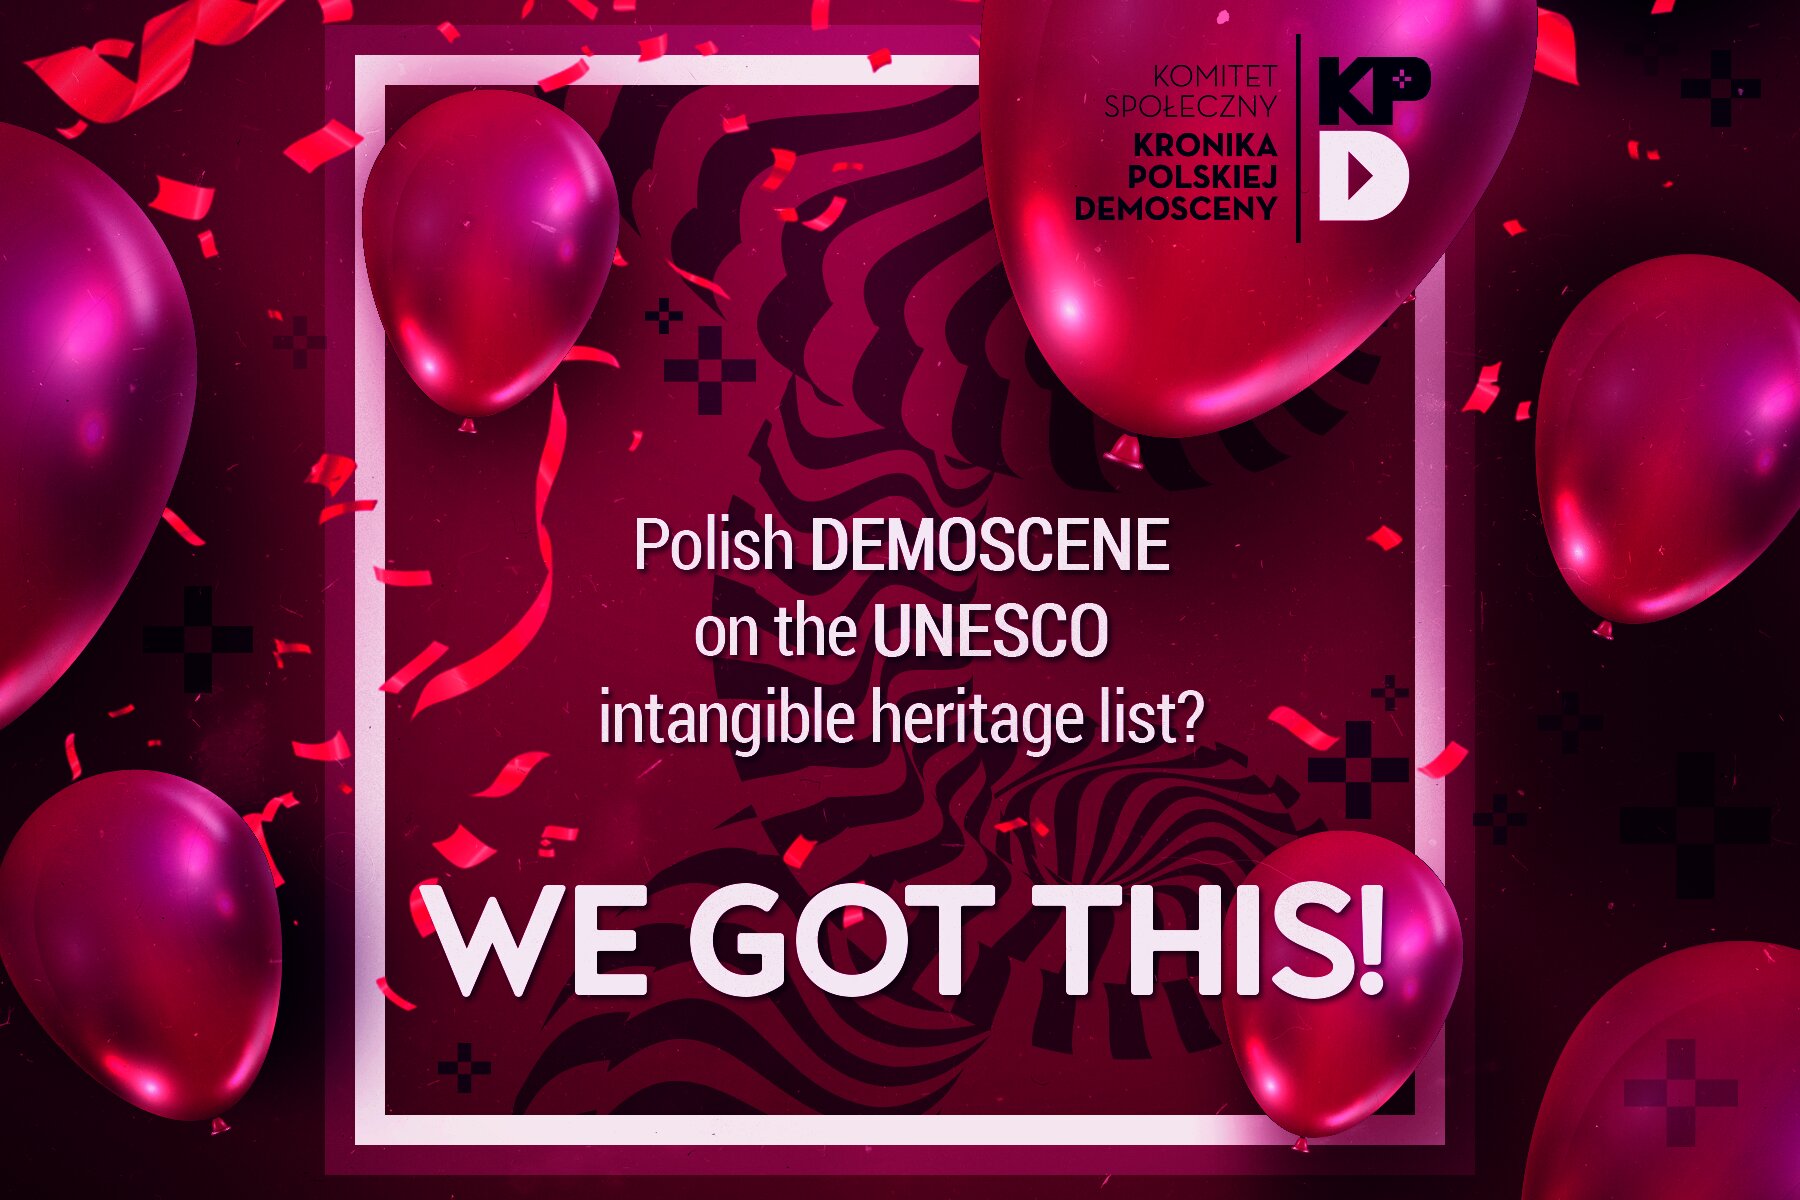 KOMITET
SPOŁECZNY
KRONIKA
POLSKIEJ
DEMOSCENY
KP
D
Polish DEMOSCENE
on the UNESCO
intangible heritage list?
WE GOT THIS!